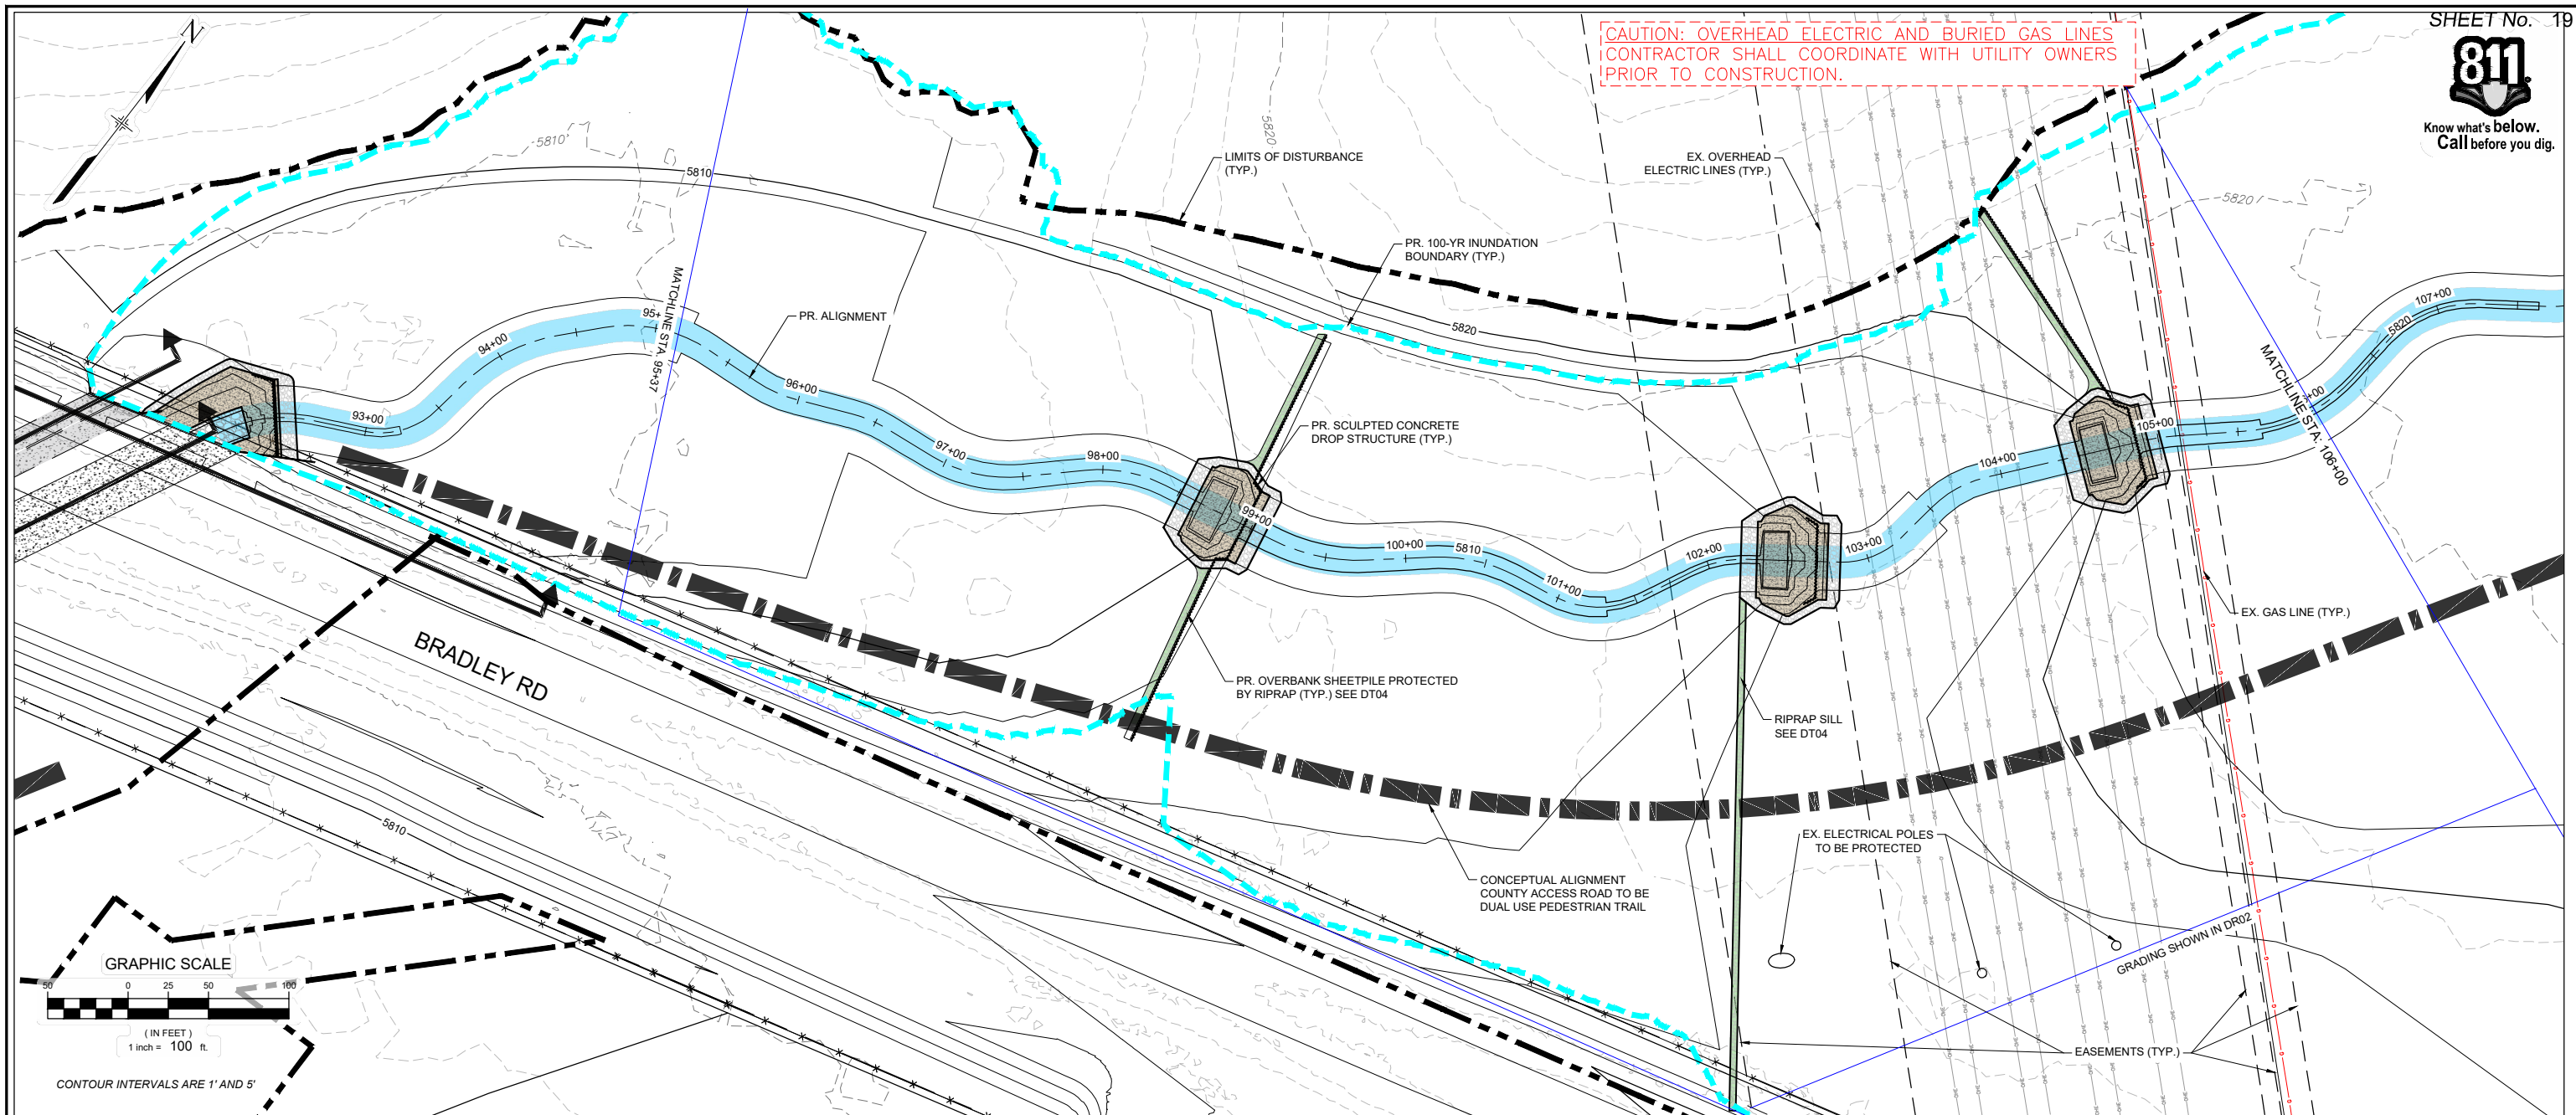 SHEET No. 19
CAUTION: OVERHEAD ELECTRIC AND BURIED GAS LINES
CONTRACTOR SHALL COORDINATE WITH UTILITY OWNERS
PRIOR TO CONSTRUCTION.
811
Know what's below.
Call before you dig.
N
5810
5810
5820
LIMITS OF DISTURBANCE
(TYP.)
EX. OVERHEAD
ELECTRIC LINES (TYP.)
5820
PR. 100-YR INUNDATION
BOUNDARY (TYP.)
MATCHLINE STA: 95+37
PR. ALIGNMENT
5820
93+00
94+00
95+
96+00
97+00
98+00
99+00
100+00
5810
101+00
102+00
103+00
104+00
105+00
+00
5820
107+00
MATCHLINE STA: 106+00
PR. SCULPTED CONCRETE
DROP STRUCTURE (TYP.)
EX. GAS LINE (TYP.)
BRADLEY RD
PR. OVERBANK SHEETPILE PROTECTED
BY RIPRAP (TYP.) SEE DT04
RIPRAP SILL
SEE DT04
5810
EX. ELECTRICAL POLES
TO BE PROTECTED
CONCEPTUAL ALIGNMENT
COUNTY ACCESS ROAD TO BE
DUAL USE PEDESTRIAN TRAIL
GRADING SHOWN IN DR02
EASEMENTS (TYP.)
GRAPHIC SCALE
50 0 25 50 100
( IN FEET )
1 inch = 100 ft.
CONTOUR INTERVALS ARE 1' AND 5'